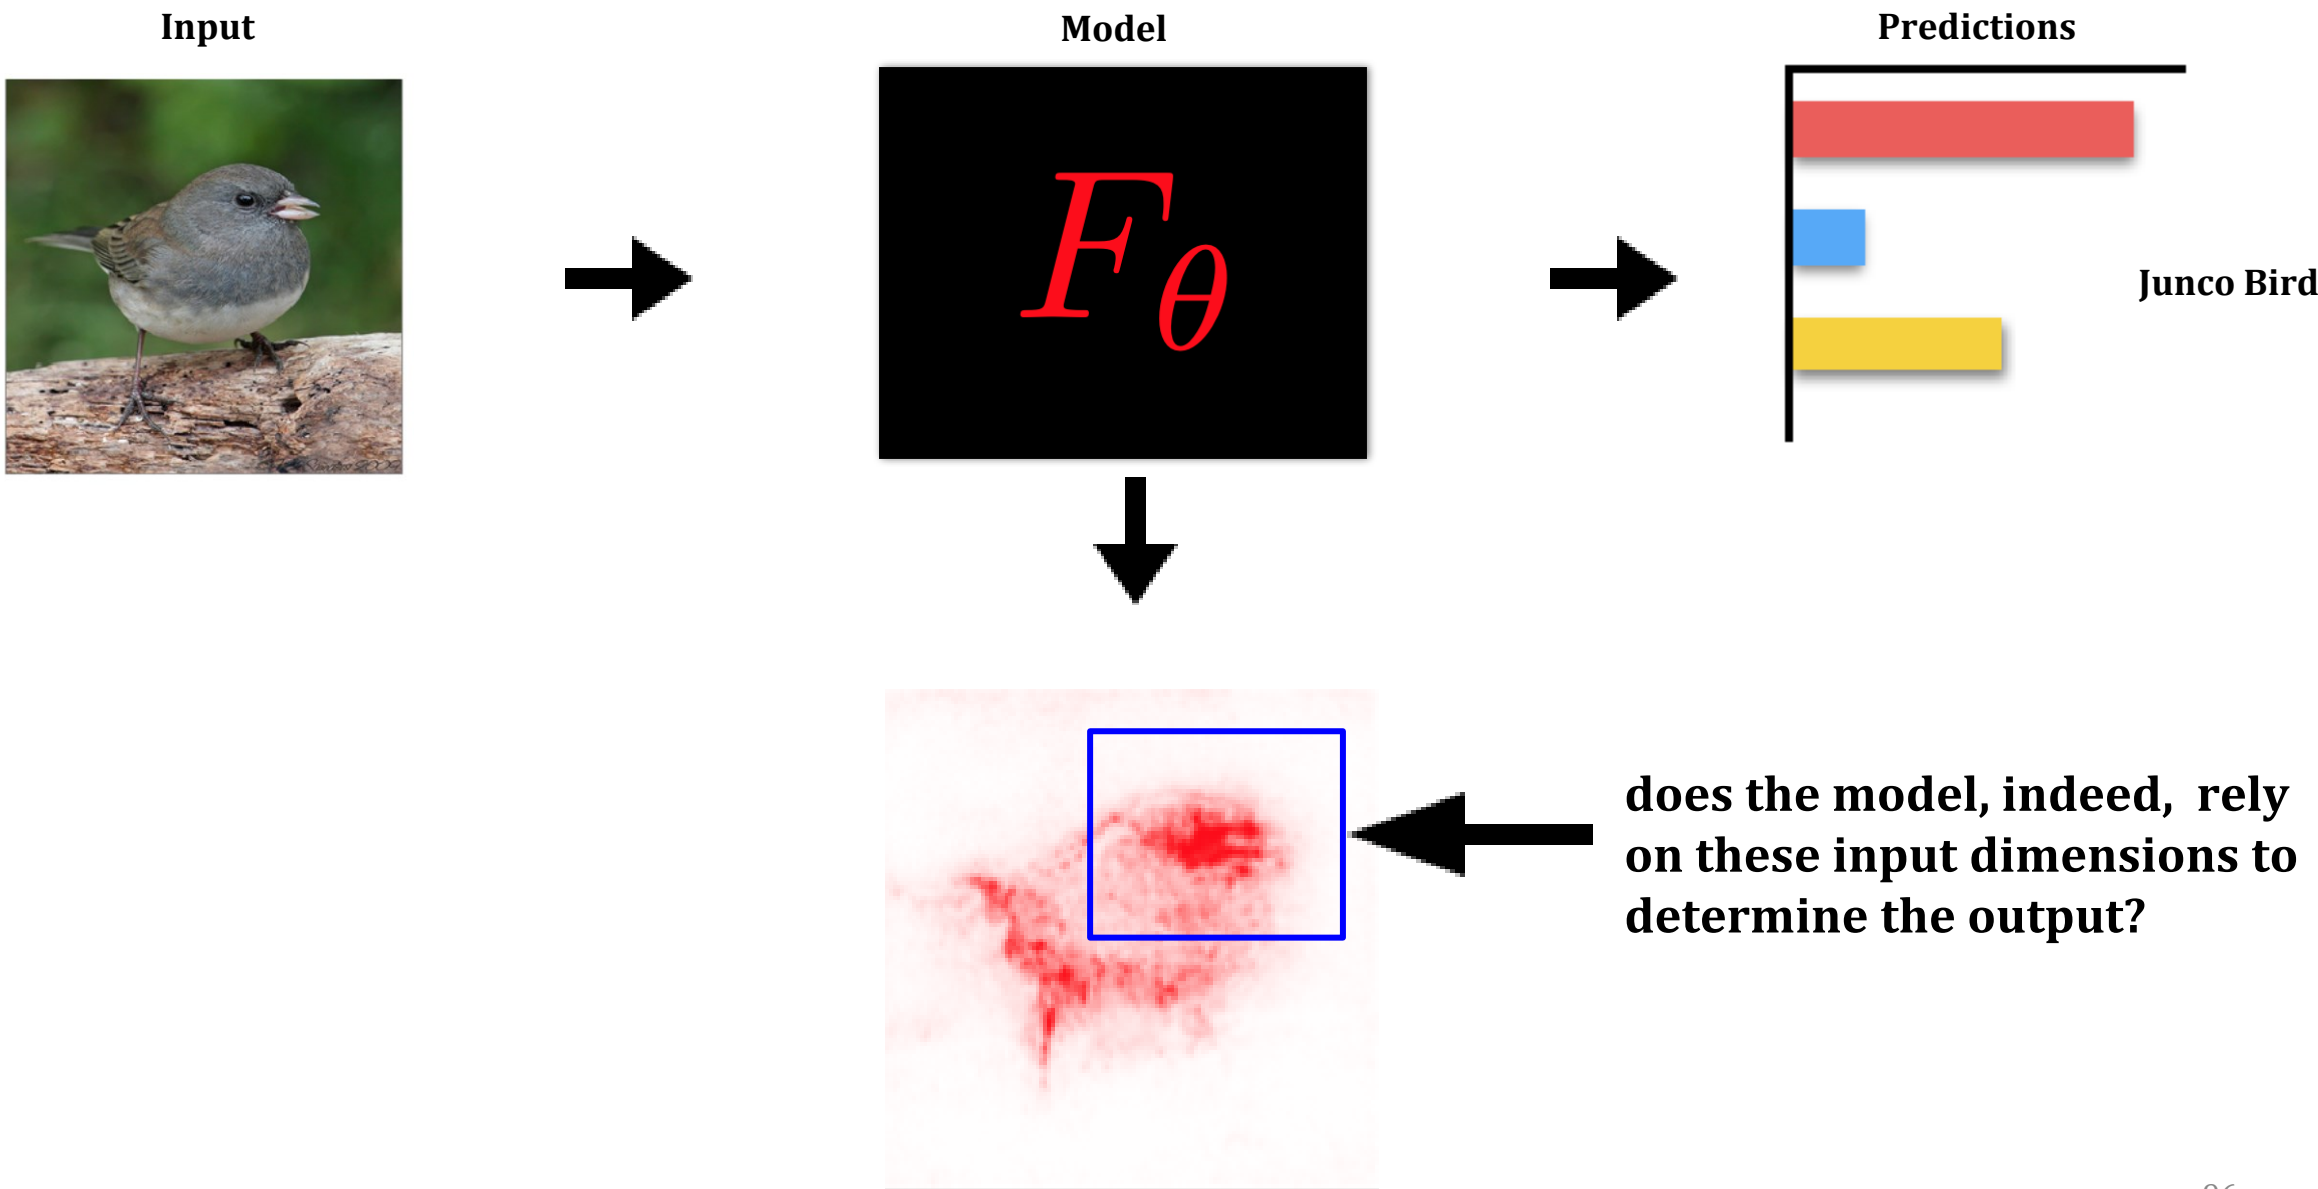 Input
Model
Predictions
Fθ
Junco Bird
does the model, indeed, rely
on these input dimensions to
determine the output?